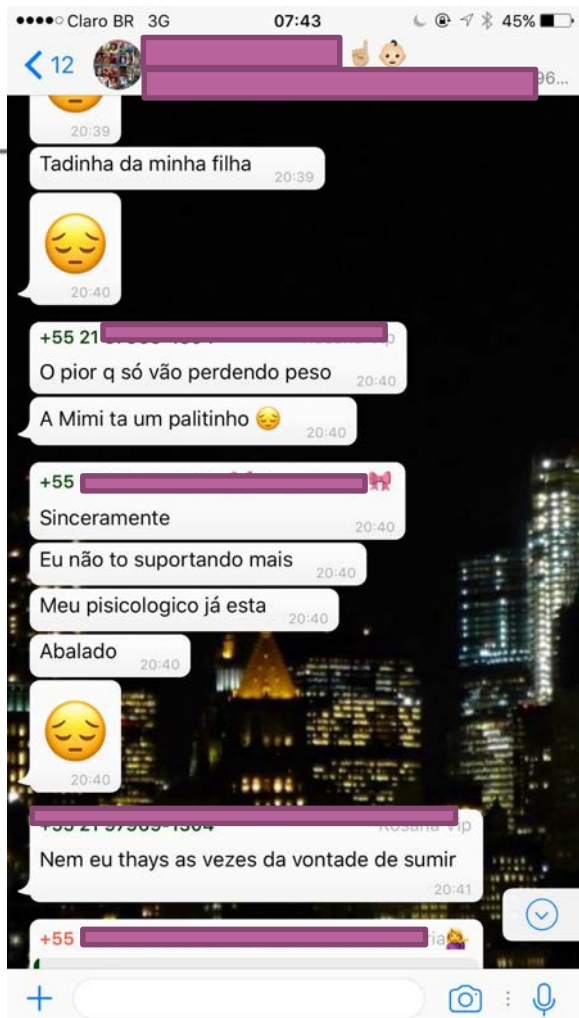 Claro BR 3G 07:43 45%
12
96...
20:39
Tadinha da minha filha 20:39
20:40
+55 21
O pior q só vão perdendo peso 20:40
A Mimi ta um palitinho 😔 20:40
+55
Sinceramente 20:40
Eu não to suportando mais 20:40
Meu pisicologico já esta 20:40
Abalado 20:40
20:40
Vip
Nem eu thays as vezes da vontade de sumir 20:41
+55